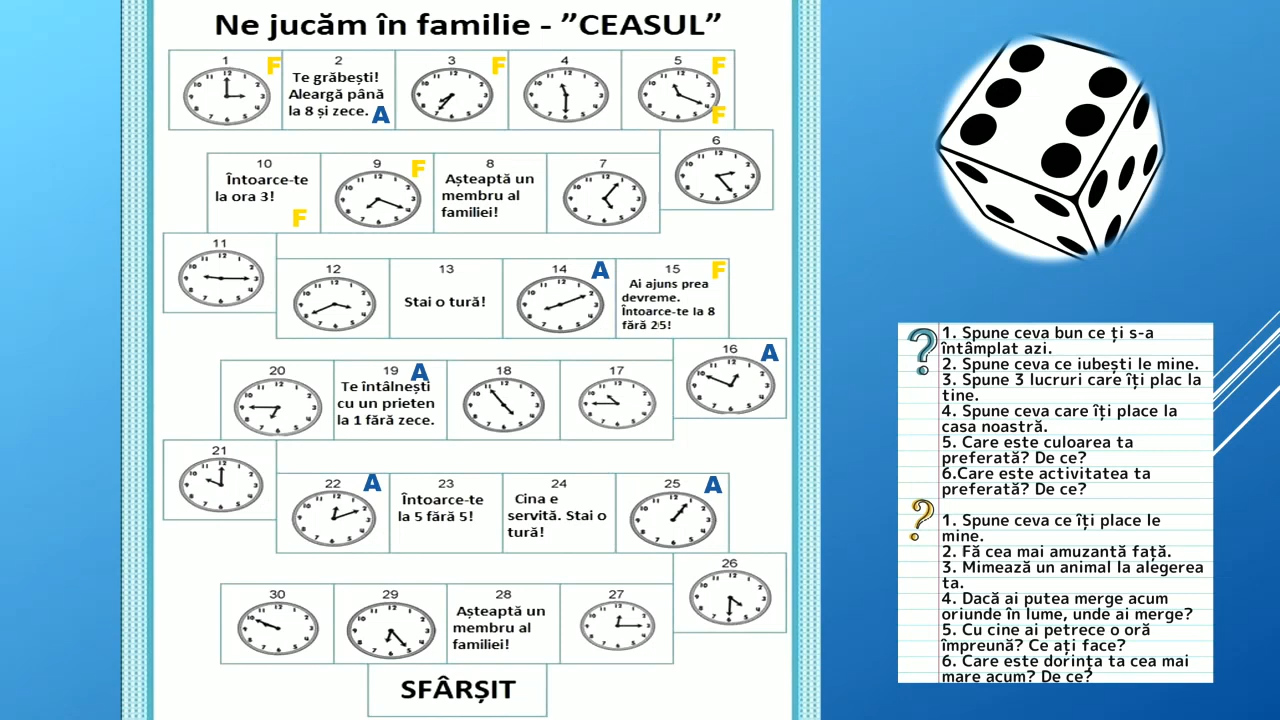 Ne jucăm în familie - ”CEASUL”
1
F
2
Te grăbești!
Aleargă până
la 8 și zece.
A
3
F
4
5
F
F
6
7
8
Așteaptă un
membru al
familiei!
9
F
10
Întoarce-te
la ora 3!
F
11
12
13
Stai o tură!
14
A
15
F
Ai ajuns prea
devreme.
Întoarce-te la 8
fără 25!
16
A
17
18
19
A
Te întâlnești
cu un prieten
la 1 fără zece.
20
21
22
A
23
Întoarce-te
la 5 fără 5!
24
Cina e
servită. Stai o
tură!
25
A
26
27
28
Așteaptă un
membru al
familiei!
29
30
SFÂRȘIT
?
1. Spune ceva bun ce ți s-a
întâmplat azi.
2. Spune ceva ce iubești le mine.
3. Spune 3 lucruri care îți plac la
tine.
4. Spune ceva care îți place la
casa noastră.
5. Care este culoarea ta
preferată? De ce?
6.Care este activitatea ta
preferată? De ce?
?
1. Spune ceva ce îți place le
mine.
2. Fă cea mai amuzantă față.
3. Mimează un animal la alegerea
ta.
4. Dacă ai putea merge acum
oriunde în lume, unde ai merge?
5. Cu cine ai petrece o oră
împreună? Ce ați face?
6. Care este dorința ta cea mai
mare acum? De ce?